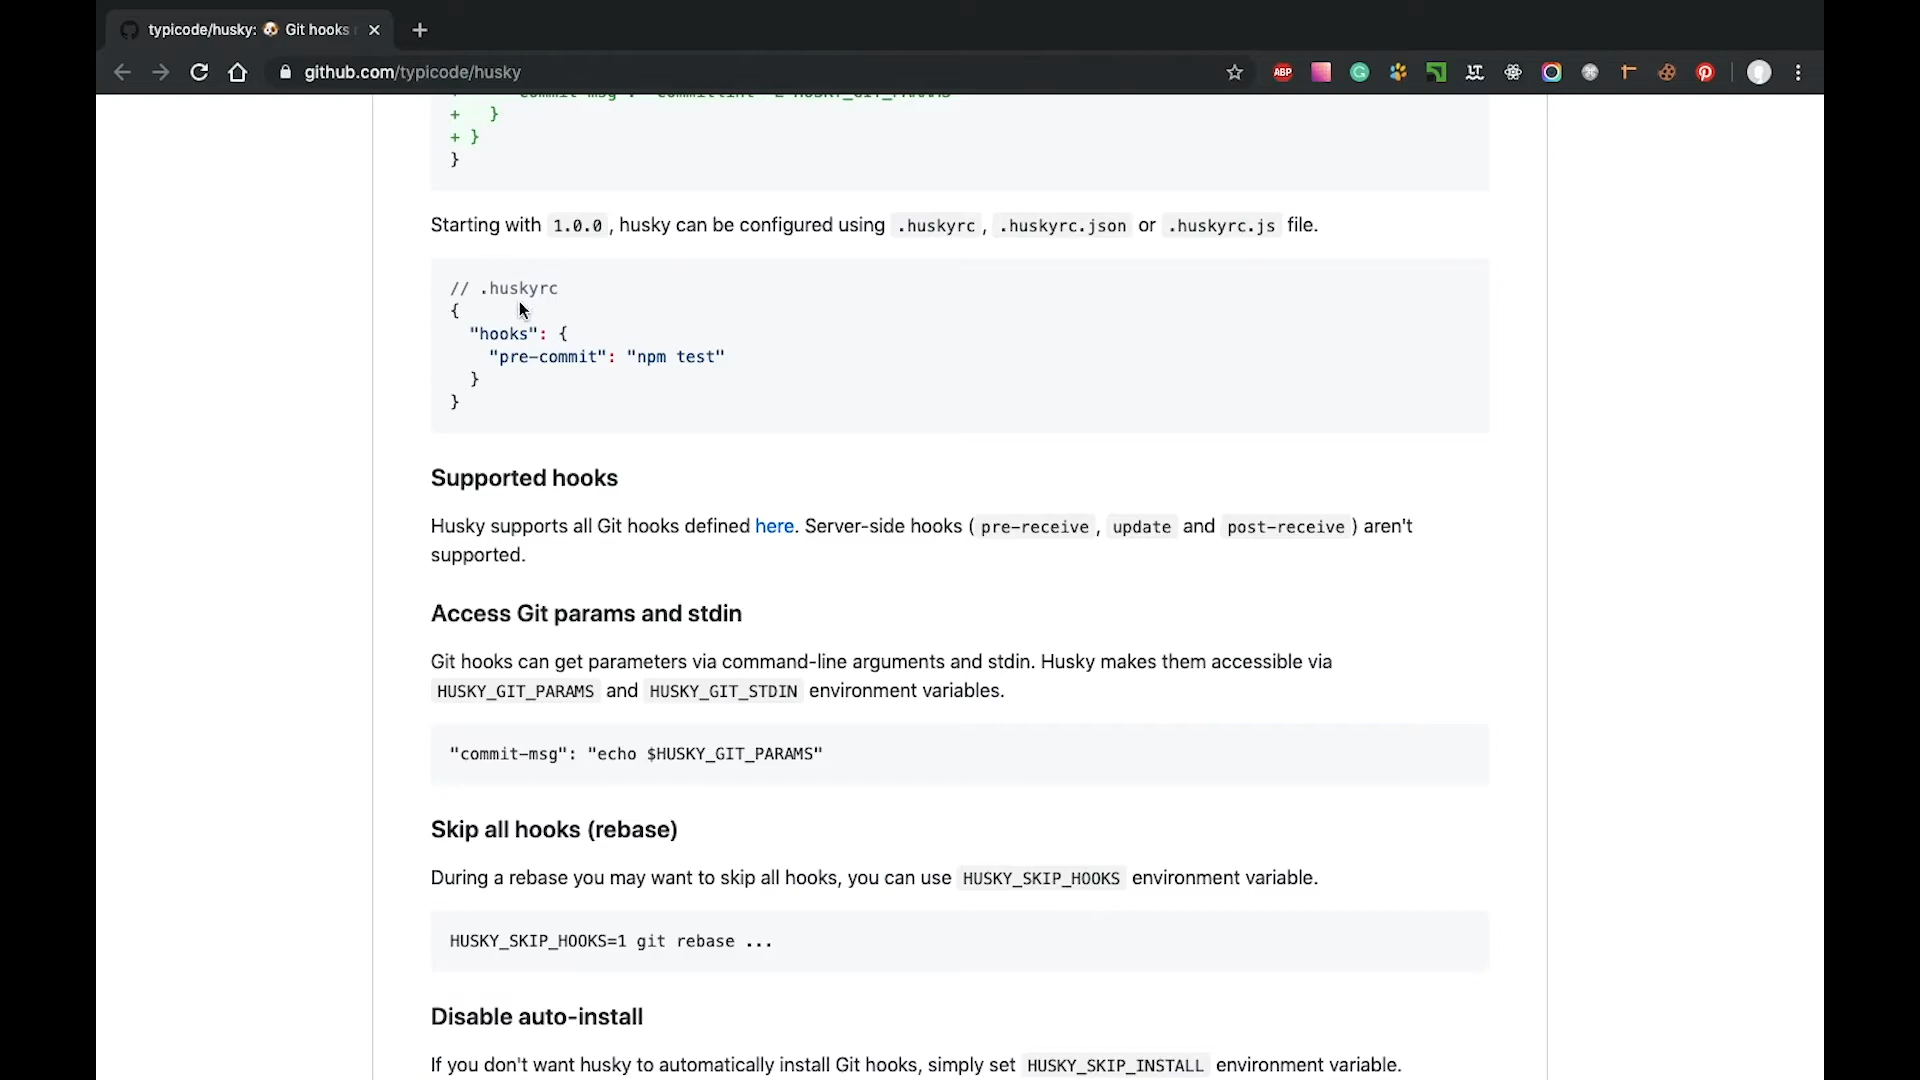 typicode/husky: 🐶 Git hooks
github.com/typicode/husky
+ }
+ }
}
Starting with 1.0.0 , husky can be configured using .huskyrc , .huskyrc.json or .huskyrc.js file.
// .huskyrc
{
"hooks": {
"pre-commit": "npm test"
}
}
Supported hooks
Husky supports all Git hooks defined here. Server-side hooks ( pre-receive , update and post-receive ) aren't
supported.
Access Git params and stdin
Git hooks can get parameters via command-line arguments and stdin. Husky makes them accessible via
HUSKY_GIT_PARAMS and HUSKY_GIT_STDIN environment variables.
"commit-msg": "echo $HUSKY_GIT_PARAMS"
Skip all hooks (rebase)
During a rebase you may want to skip all hooks, you can use HUSKY_SKIP_HOOKS environment variable.
HUSKY_SKIP_HOOKS=1 git rebase ...
Disable auto-install
If you don't want husky to automatically install Git hooks, simply set HUSKY_SKIP_INSTALL environment variable.